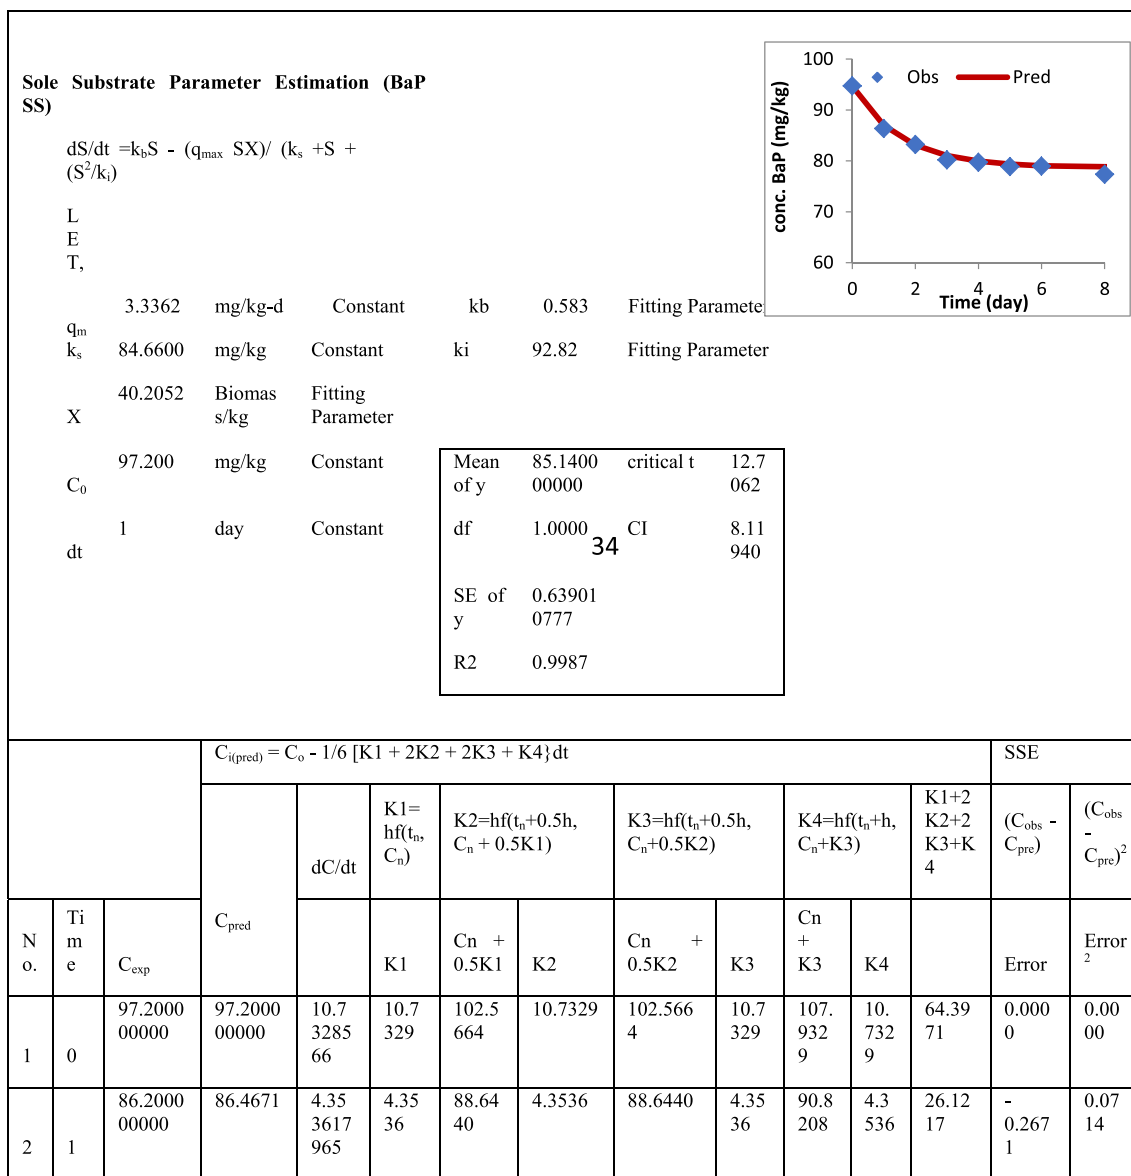 Sole Substrate Parameter Estimation (BaP
SS)
dS/dt =kbS - (qmax SX)/ (ks +S +
(S2/ki)
L
E
T,
3.3362 mg/kg-d Constant kb 0.583 Fitting Paramete
qm
ks 84.6600 mg/kg Constant ki 92.82 Fitting Parameter
40.2052 Biomas Fitting
X s/kg Parameter
97.200 mg/kg Constant
C0
1 day Constant
dt
Mean 85.1400 critical t 12.7
of y 00000 062
df 1.0000 CI 8.11
34
940
SE of 0.63901
y 0777
R2 0.9987
100
90
80
70
60
0 2 4 6 8
conc. BaP (mg/kg)
Time (day)
Obs Pred
Ci(pred) = Co - 1/6 [K1 + 2K2 + 2K3 + K4}dt SSE
Cpred
dC/dt
K1=
hf(tn,
Cn)
K2=hf(tn+0.5h,
Cn + 0.5K1)
K3=hf(tn+0.5h,
Cn+0.5K2)
K4=hf(tn+h,
Cn+K3)
K1+2
K2+2
K3+K
4
(Cobs -
Cpre)
(Cobs
-
Cpre)2
N
o.
Ti
m
e
Cexp
K1
Cn +
0.5K1
K2
Cn +
0.5K2
K3
Cn
+
K3
K4
Error
Error
2
1
0
97.2000
00000
97.2000
00000
10.7
3285
66
10.7
329
102.5
664
10.7329
102.566
4
10.7
329
107.
932
9
10.
732
9
64.39
71
0.000
0
0.00
00
2
1
86.2000
00000
86.4671
4.35
3617
965
4.35
36
88.64
40
4.3536
88.6440
4.35
36
90.8
208
4.3
536
26.12
17
-
0.267
1
0.07
14